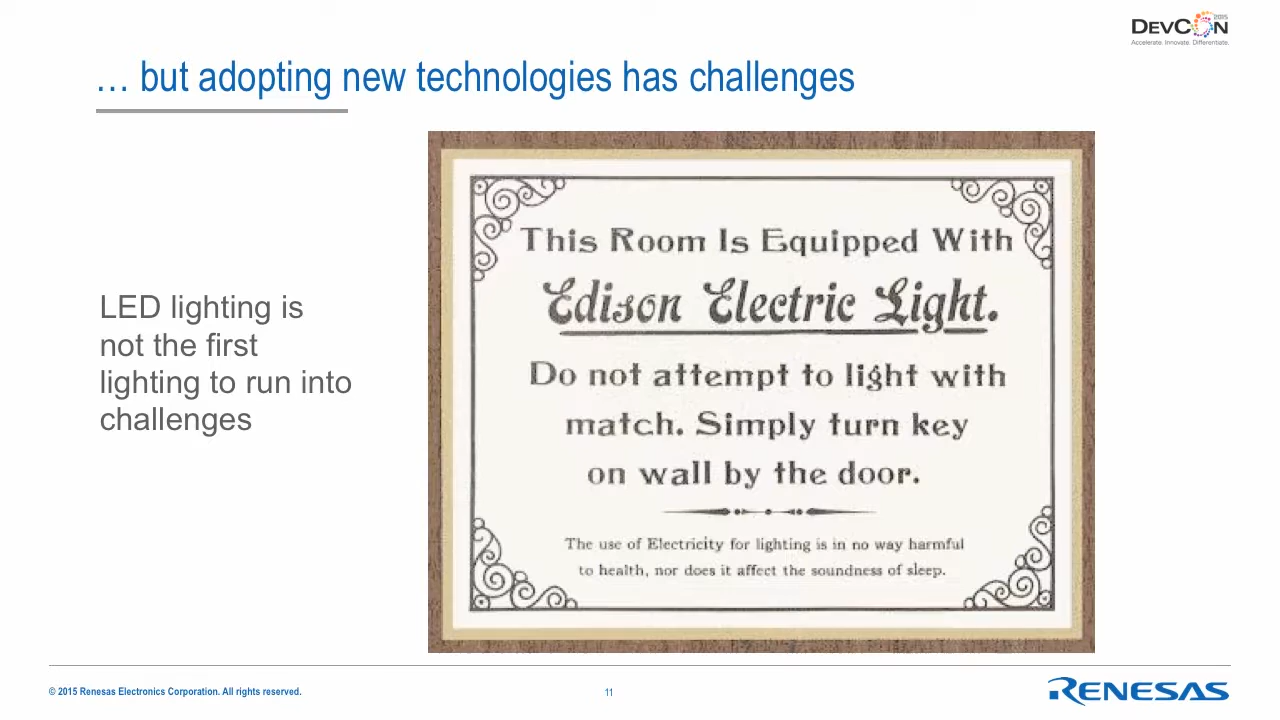 DEVCON 2015
Accelerate. Innovate. Differentiate.
… but adopting new technologies has challenges
LED lighting is
not the first
lighting to run into
challenges
This Room Is Equipped With
Edison Electric Light.
Do not attempt to light with
match. Simply turn key
on wall by the door.
The use of Electricity for lighting is in no way harmful
to health, nor does it affect the soundness of sleep.
© 2015 Renesas Electronics Corporation. All rights reserved.
11
RENESAS